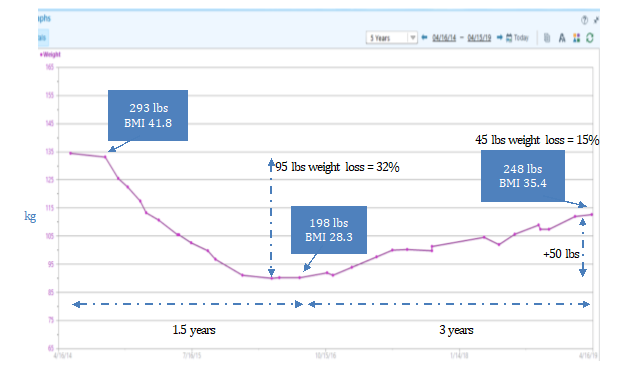 phs
5 Years
04/16/14 - 04/15/19
Today
A
Weight
165
155
145
135
125
115
105
95
85
75
65
kg
293 lbs
BMI 41.8
95 lbs weight loss = 32%
198 lbs
BMI 28.3
45 lbs weight loss = 15%
248 lbs
BMI 35.4
+50 lbs
1.5 years
3 years
4/16/14
7/16/15
10/13/16
1/14/18
4/16/19